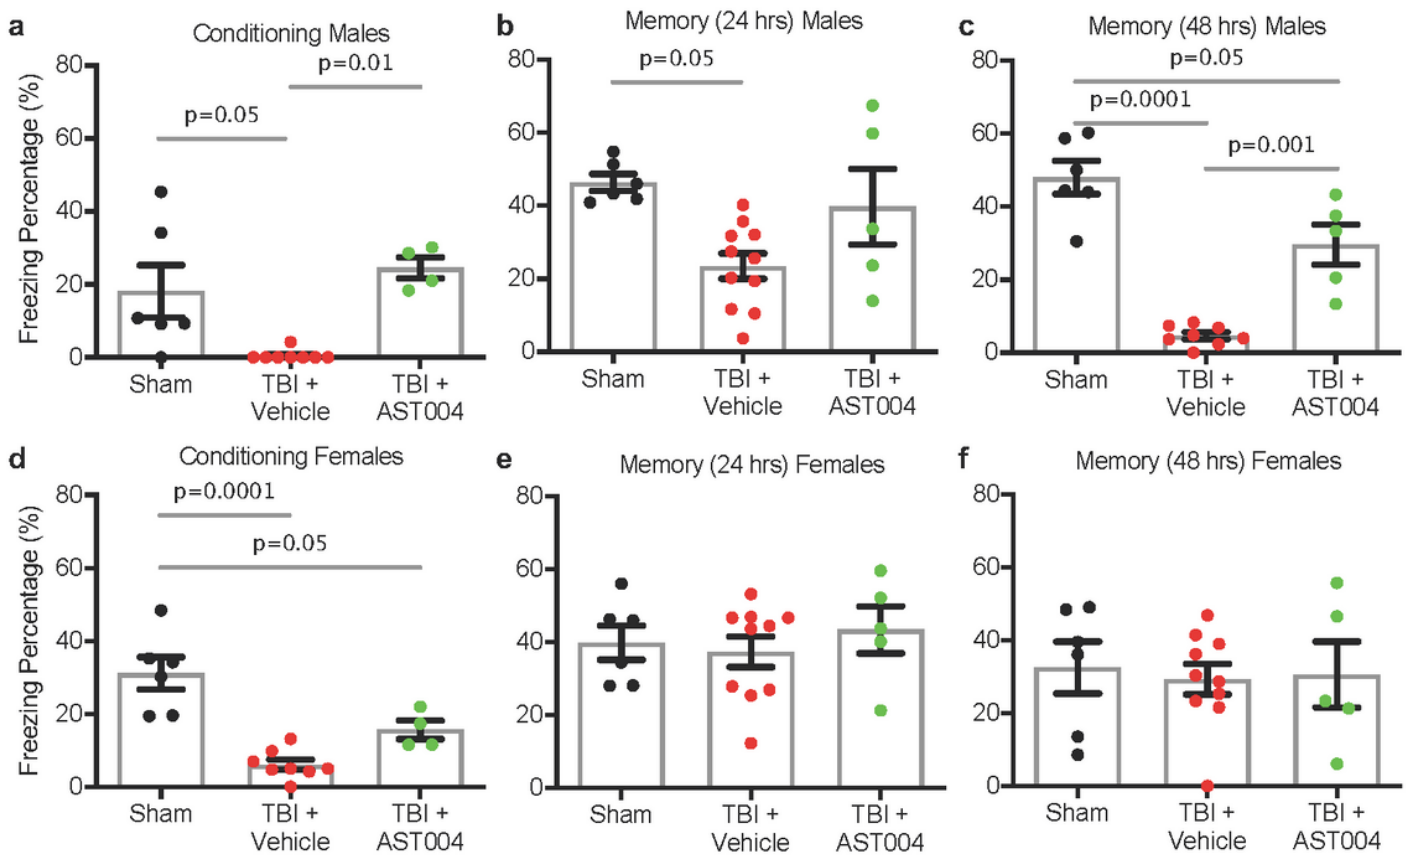 a
Conditioning Males
Freezing Percentage (%)
80
60
40
20
0
p=0.01
p=0.05
Sham
TBI +
Vehicle
TBI +
AST004
b
Memory (24 hrs) Males
80
60
40
20
0
p=0.05
Sham
TBI +
Vehicle
TBI +
AST004
c
Memory (48 hrs) Males
80
60
40
20
0
p=0.05
p=0.0001
p=0.001
Sham
TBI +
Vehicle
TBI +
AST004
d
Conditioning Females
Freezing Percentage (%)
80
60
40
20
0
p=0.0001
p=0.05
Sham
TBI +
Vehicle
TBI +
AST004
e
Memory (24 hrs) Females
80
60
40
20
0
Sham
TBI +
Vehicle
TBI +
AST004
f
Memory (48 hrs) Females
80
60
40
20
0
Sham
TBI +
Vehicle
TBI +
AST004